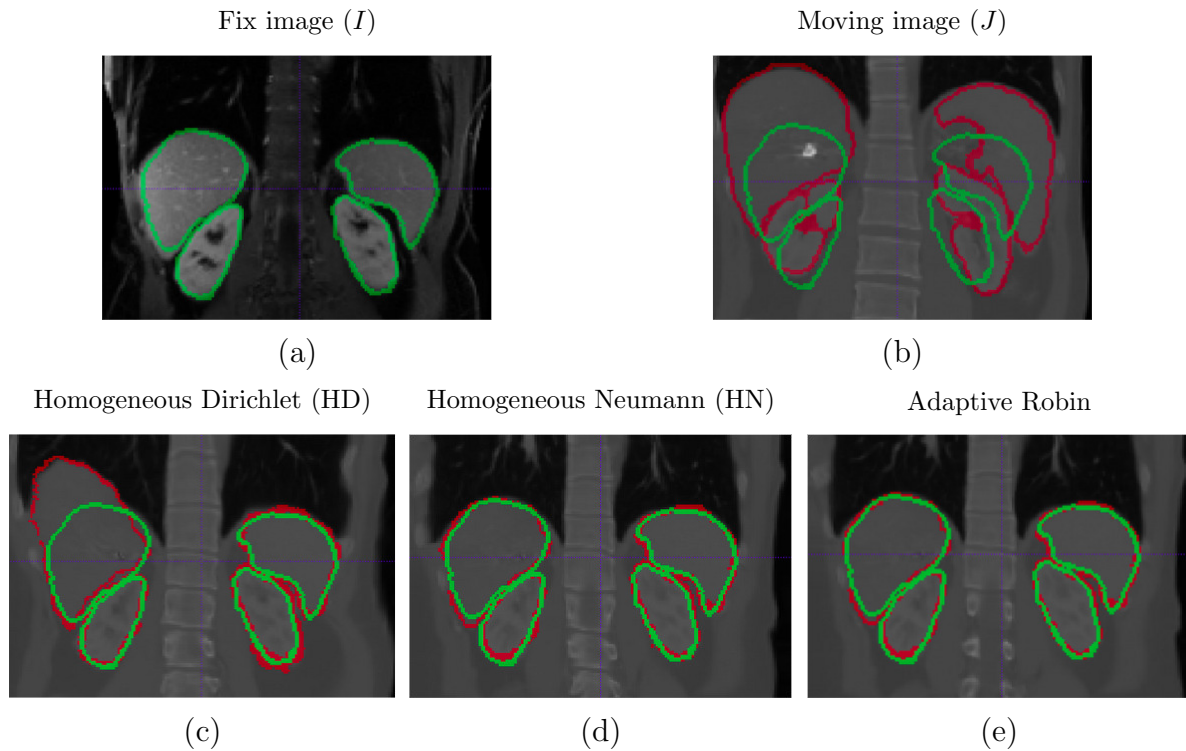 Fix image (I)
Moving image (J)
(a)
(b)
Homogeneous Dirichlet (HD)
Homogeneous Neumann (HN)
Adaptive Robin
(c)
(d)
(e)